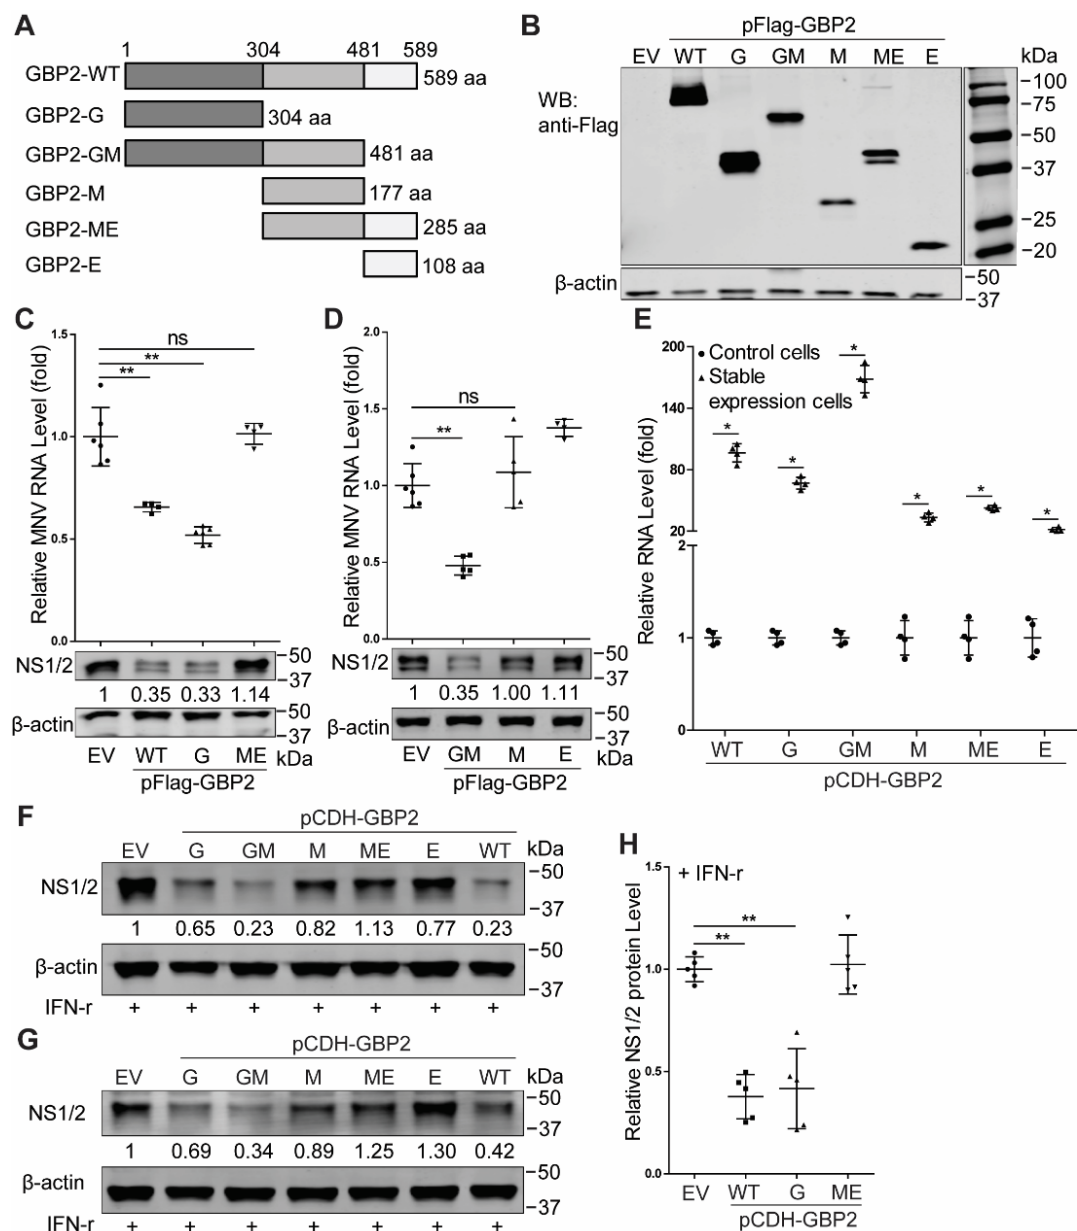 A
1 304 481 589
GBP2-WT 589 aa
GBP2-G 304 aa
GBP2-GM 481 aa
GBP2-M 177 aa
GBP2-ME 285 aa
GBP2-E 108 aa
B
pFlag-GBP2
EV WT G GM M ME E kDa
WB:
anti-Flag
100
75
50
37
25
20
β-actin
50
37
C
Relative MNV RNA Level (fold)
1.5
1.0
0.5
0.0
ns
**
**
NS1/2
50
37
1 0.35 0.33 1.14
β-actin
50
37
EV WT G ME kDa
pFlag-GBP2
D
Relative MNV RNA Level (fold)
2.0
1.5
1.0
0.5
0.0
ns
**
NS1/2
50
37
1 0.35 1.00 1.11
β-actin
50
37
EV GM M E kDa
pFlag-GBP2
E
Relative RNA Level (fold)
200
140
80
20
2
1
0
Control cells
Stable
expression cells
* * * * * *
WT G GM M ME E
pCDH-GBP2
F
pCDH-GBP2
EV G GM M ME E WT kDa
NS1/2
50
37
1 0.65 0.23 0.82 1.13 0.77 0.23
β-actin
50
37
IFN-r + + + + + + +
G
pCDH-GBP2
EV G GM M ME E WT kDa
NS1/2
50
37
1 0.69 0.34 0.89 1.25 1.30 0.42
β-actin
50
37
IFN-r + + + + + + +
H
Relative NS1/2 protein Level
1.5
1.0
0.5
0.0
+ IFN-r
**
**
EV WT G ME
pCDH-GBP2